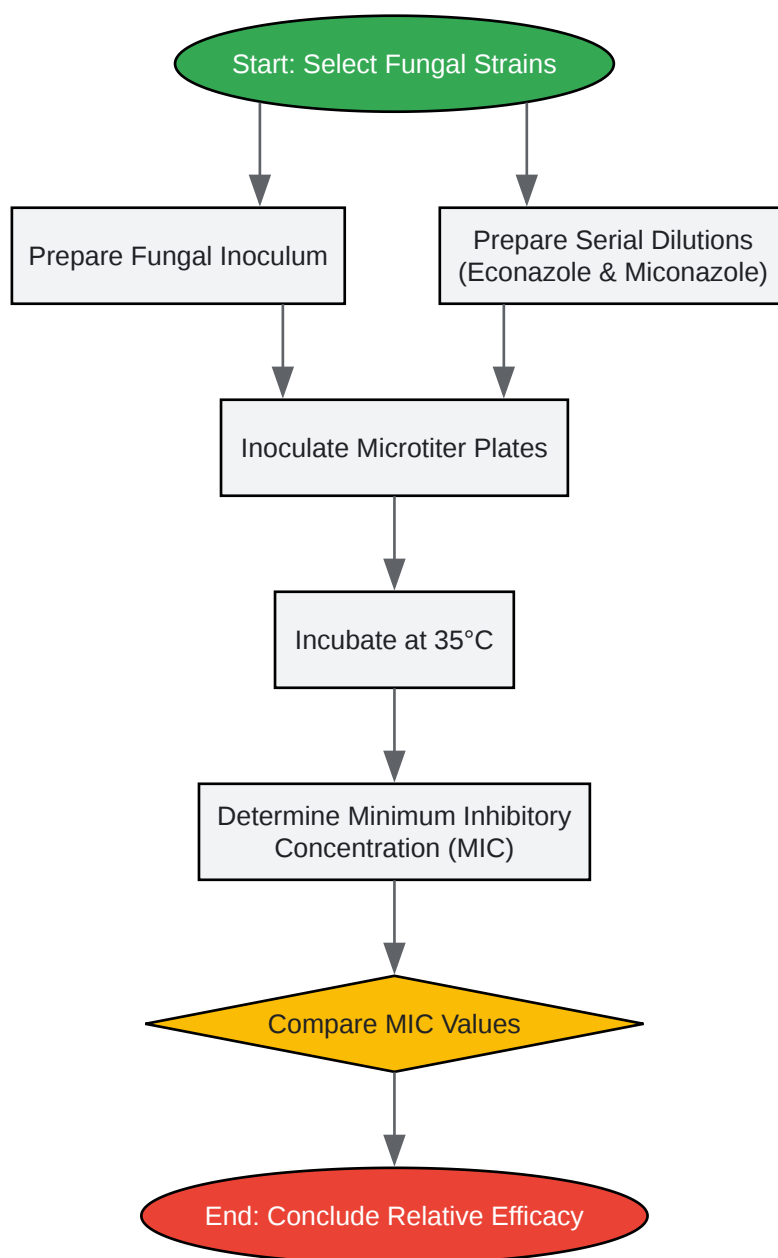 Start: Select Fungal Strains
Prepare Fungal Inoculum
Prepare Serial Dilutions
(Econazole & Miconazole)
Inoculate Microtiter Plates
Incubate at 35°C
Determine Minimum Inhibitory
Concentration (MIC)
Compare MIC Values
End: Conclude Relative Efficacy